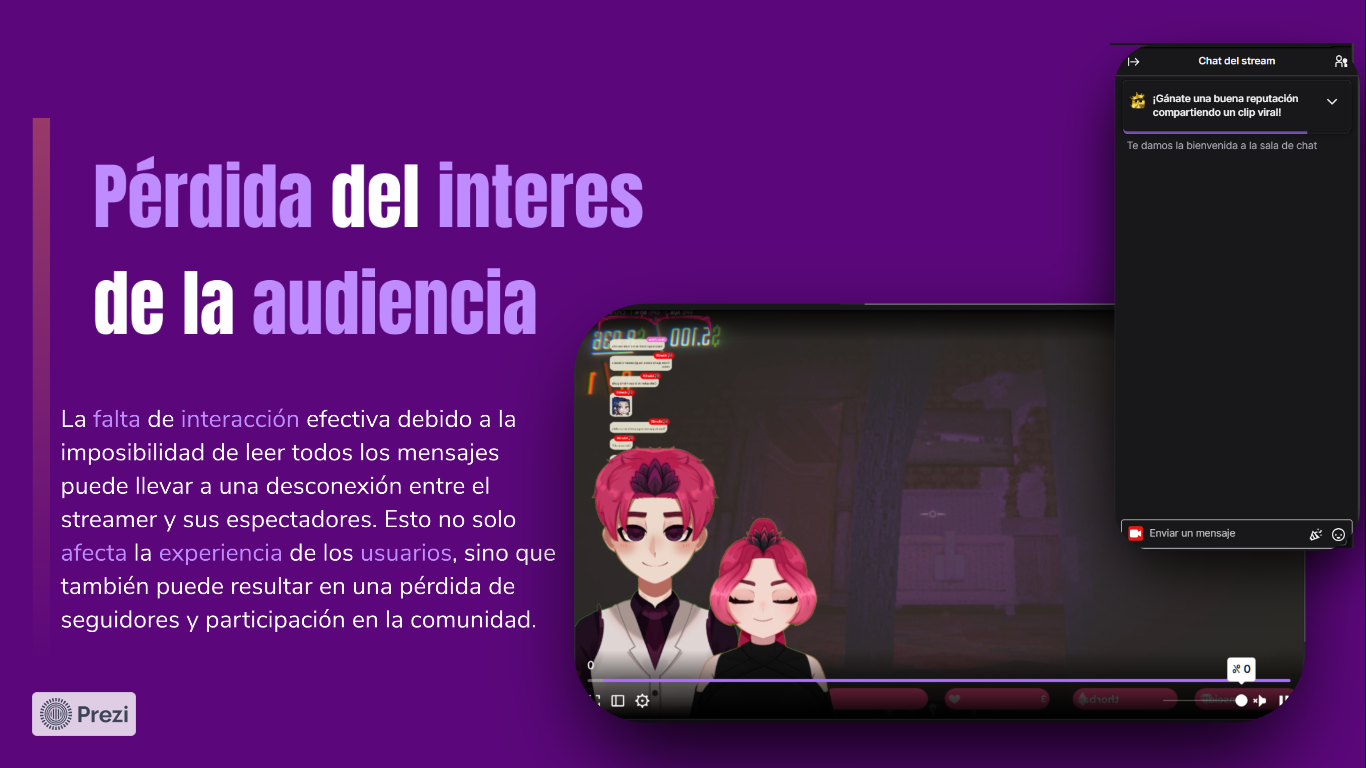 Chat del stream
¡Gánate una buena reputación
compartiendo un clip viral!
Te damos la bienvenida a la sala de chat
Pérdida del interes
de la audiencia
La falta de interacción efectiva debido a la
imposibilidad de leer todos los mensajes
puede llevar a una desconexión entre el
streamer y sus espectadores. Esto no solo
afecta la experiencia de los usuarios, sino que
también puede resultar en una pérdida de
seguidores y participación en la comunidad.
Enviar un mensaje
0
0
Prezi